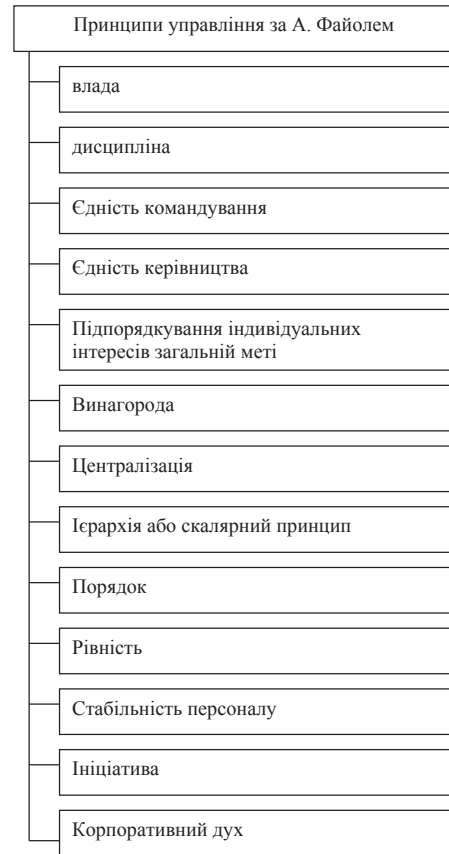 Принципи управління за А. Файолем
влада
дисципліна
Єдність командування
Єдність керівництва
Підпорядкування індивідуальних
інтересів загальній меті
Винагорода
Централізація
Ієрархія або скалярний принцип
Порядок
Рівність
Стабільність персоналу
Ініціатива
Корпоративний дух